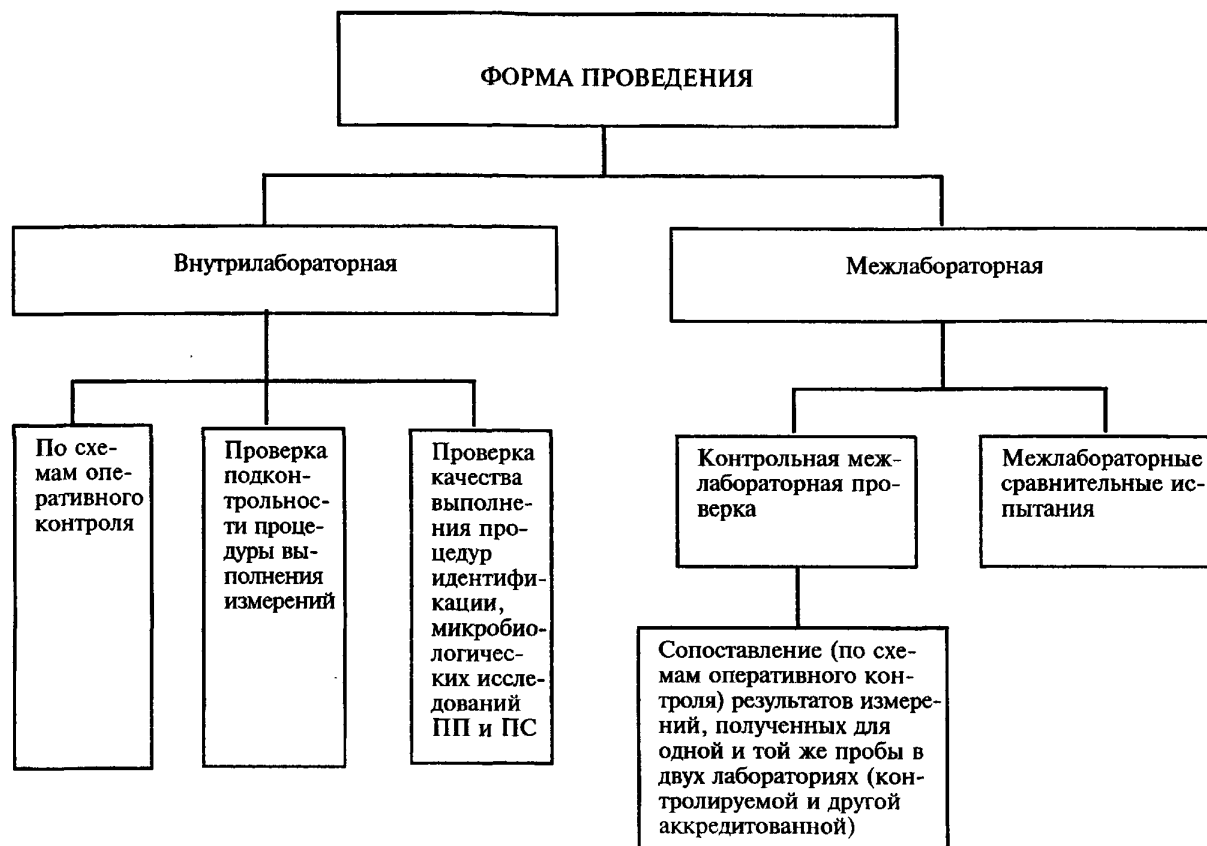 ФОРМА ПРОВЕДЕНИЯ
Внутрилабораторная
Межлабораторная
По схе-
мам опе-
ративного
контроля
Проверка
подконт-
рольнос-
ти проце-
дуры вы-
полнения
измерений
Проверка
качества
выполне-
ния про-
цедур
идентифи-
кации,
микробио-
логичес-
ких иссле-
дований
ПП и ПС
Контрольная меж-
лабораторная про-
верка
Межлабораторные
сравнительные ис-
пытания
Сопоставление (по схе-
мам оперативного кон-
троля) результатов измере-
ний, полученных для
одной и той же пробы в
двух лабораториях (кон-
тролируемой и другой
аккредитованной)